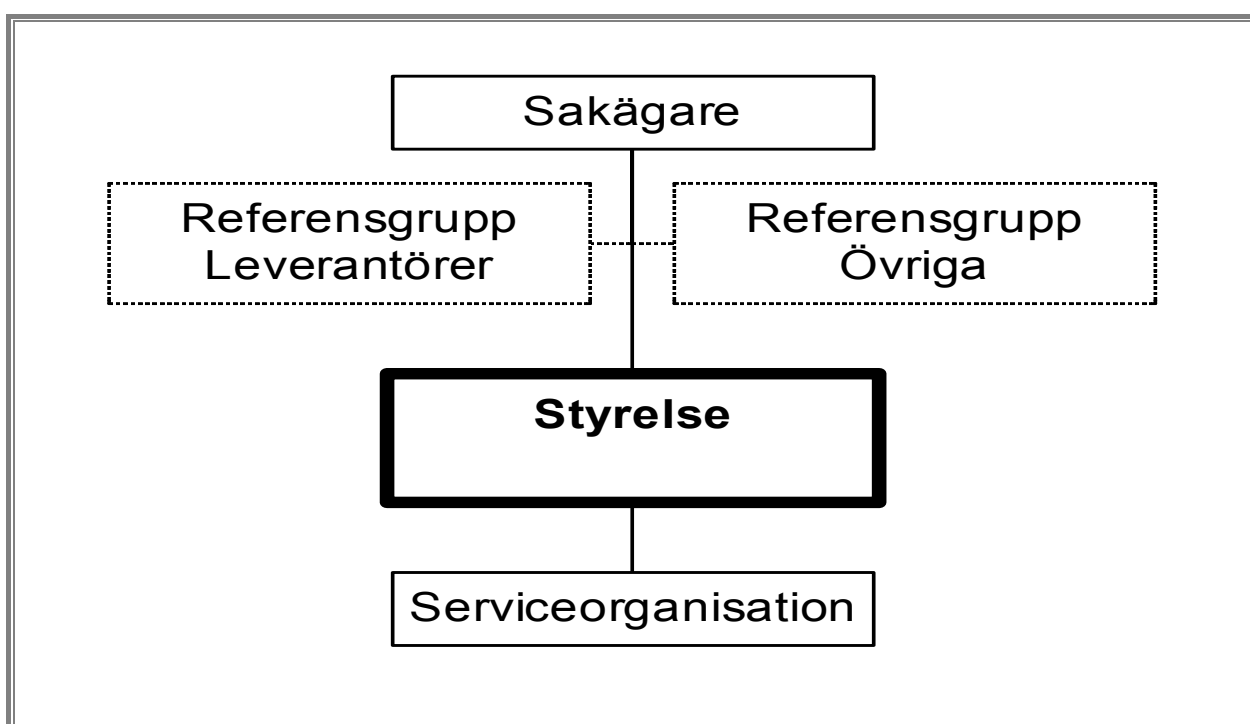 Sakägare
Referensgrupp
Leverantörer
Referensgrupp
Övriga
Styrelse
Serviceorganisation